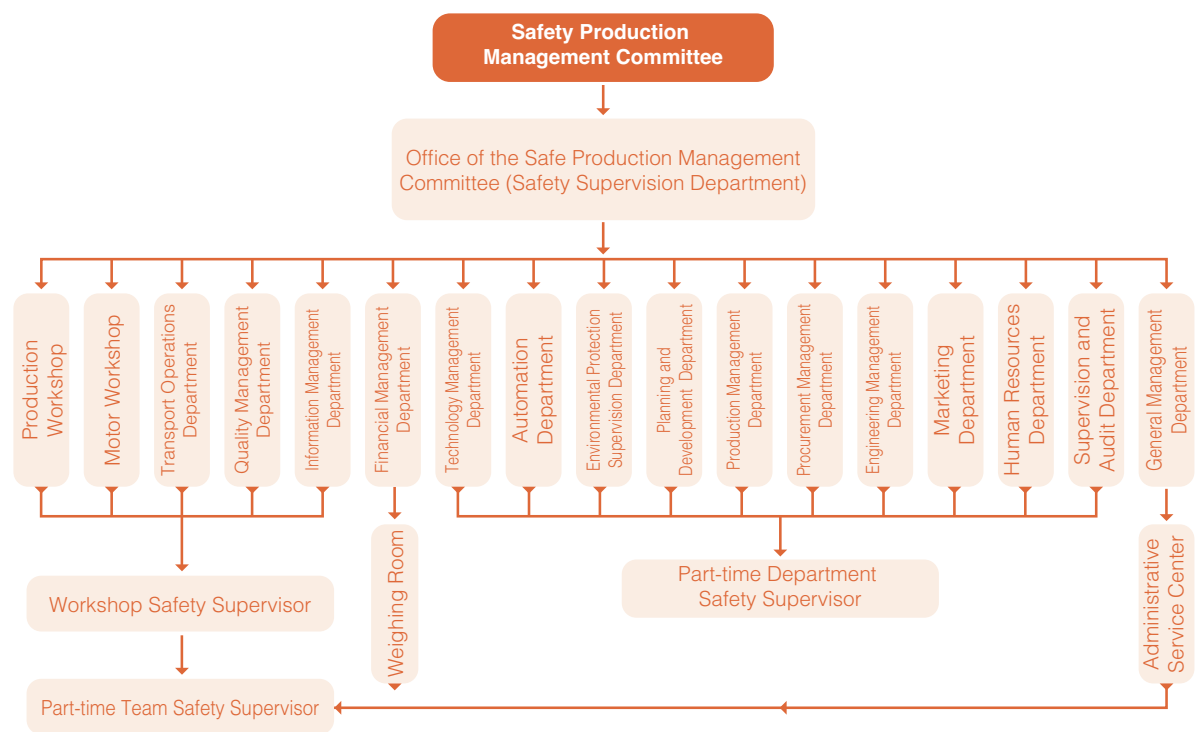 Safety Production
Management Committee
Office of the Safe Production Management
Committee (Safety Supervision Department)
Production
Workshop
Motor Workshop
Transport Operations
Department
Quality Management
Department
Information Management
Department
Financial Management
Department
Technology Management
Department
Automation
Department
Environmental Protection
Supervision Department
Planning and
Development Department
Production Management
Department
Procurement Management
Department
Engineering Management
Department
Marketing
Department
Human Resources
Department
Supervision and
Audit Department
General Management
Department
Workshop Safety Supervisor
Weighing Room
Part-time Department
Safety Supervisor
Administrative
Service Center
Part-time Team Safety Supervisor